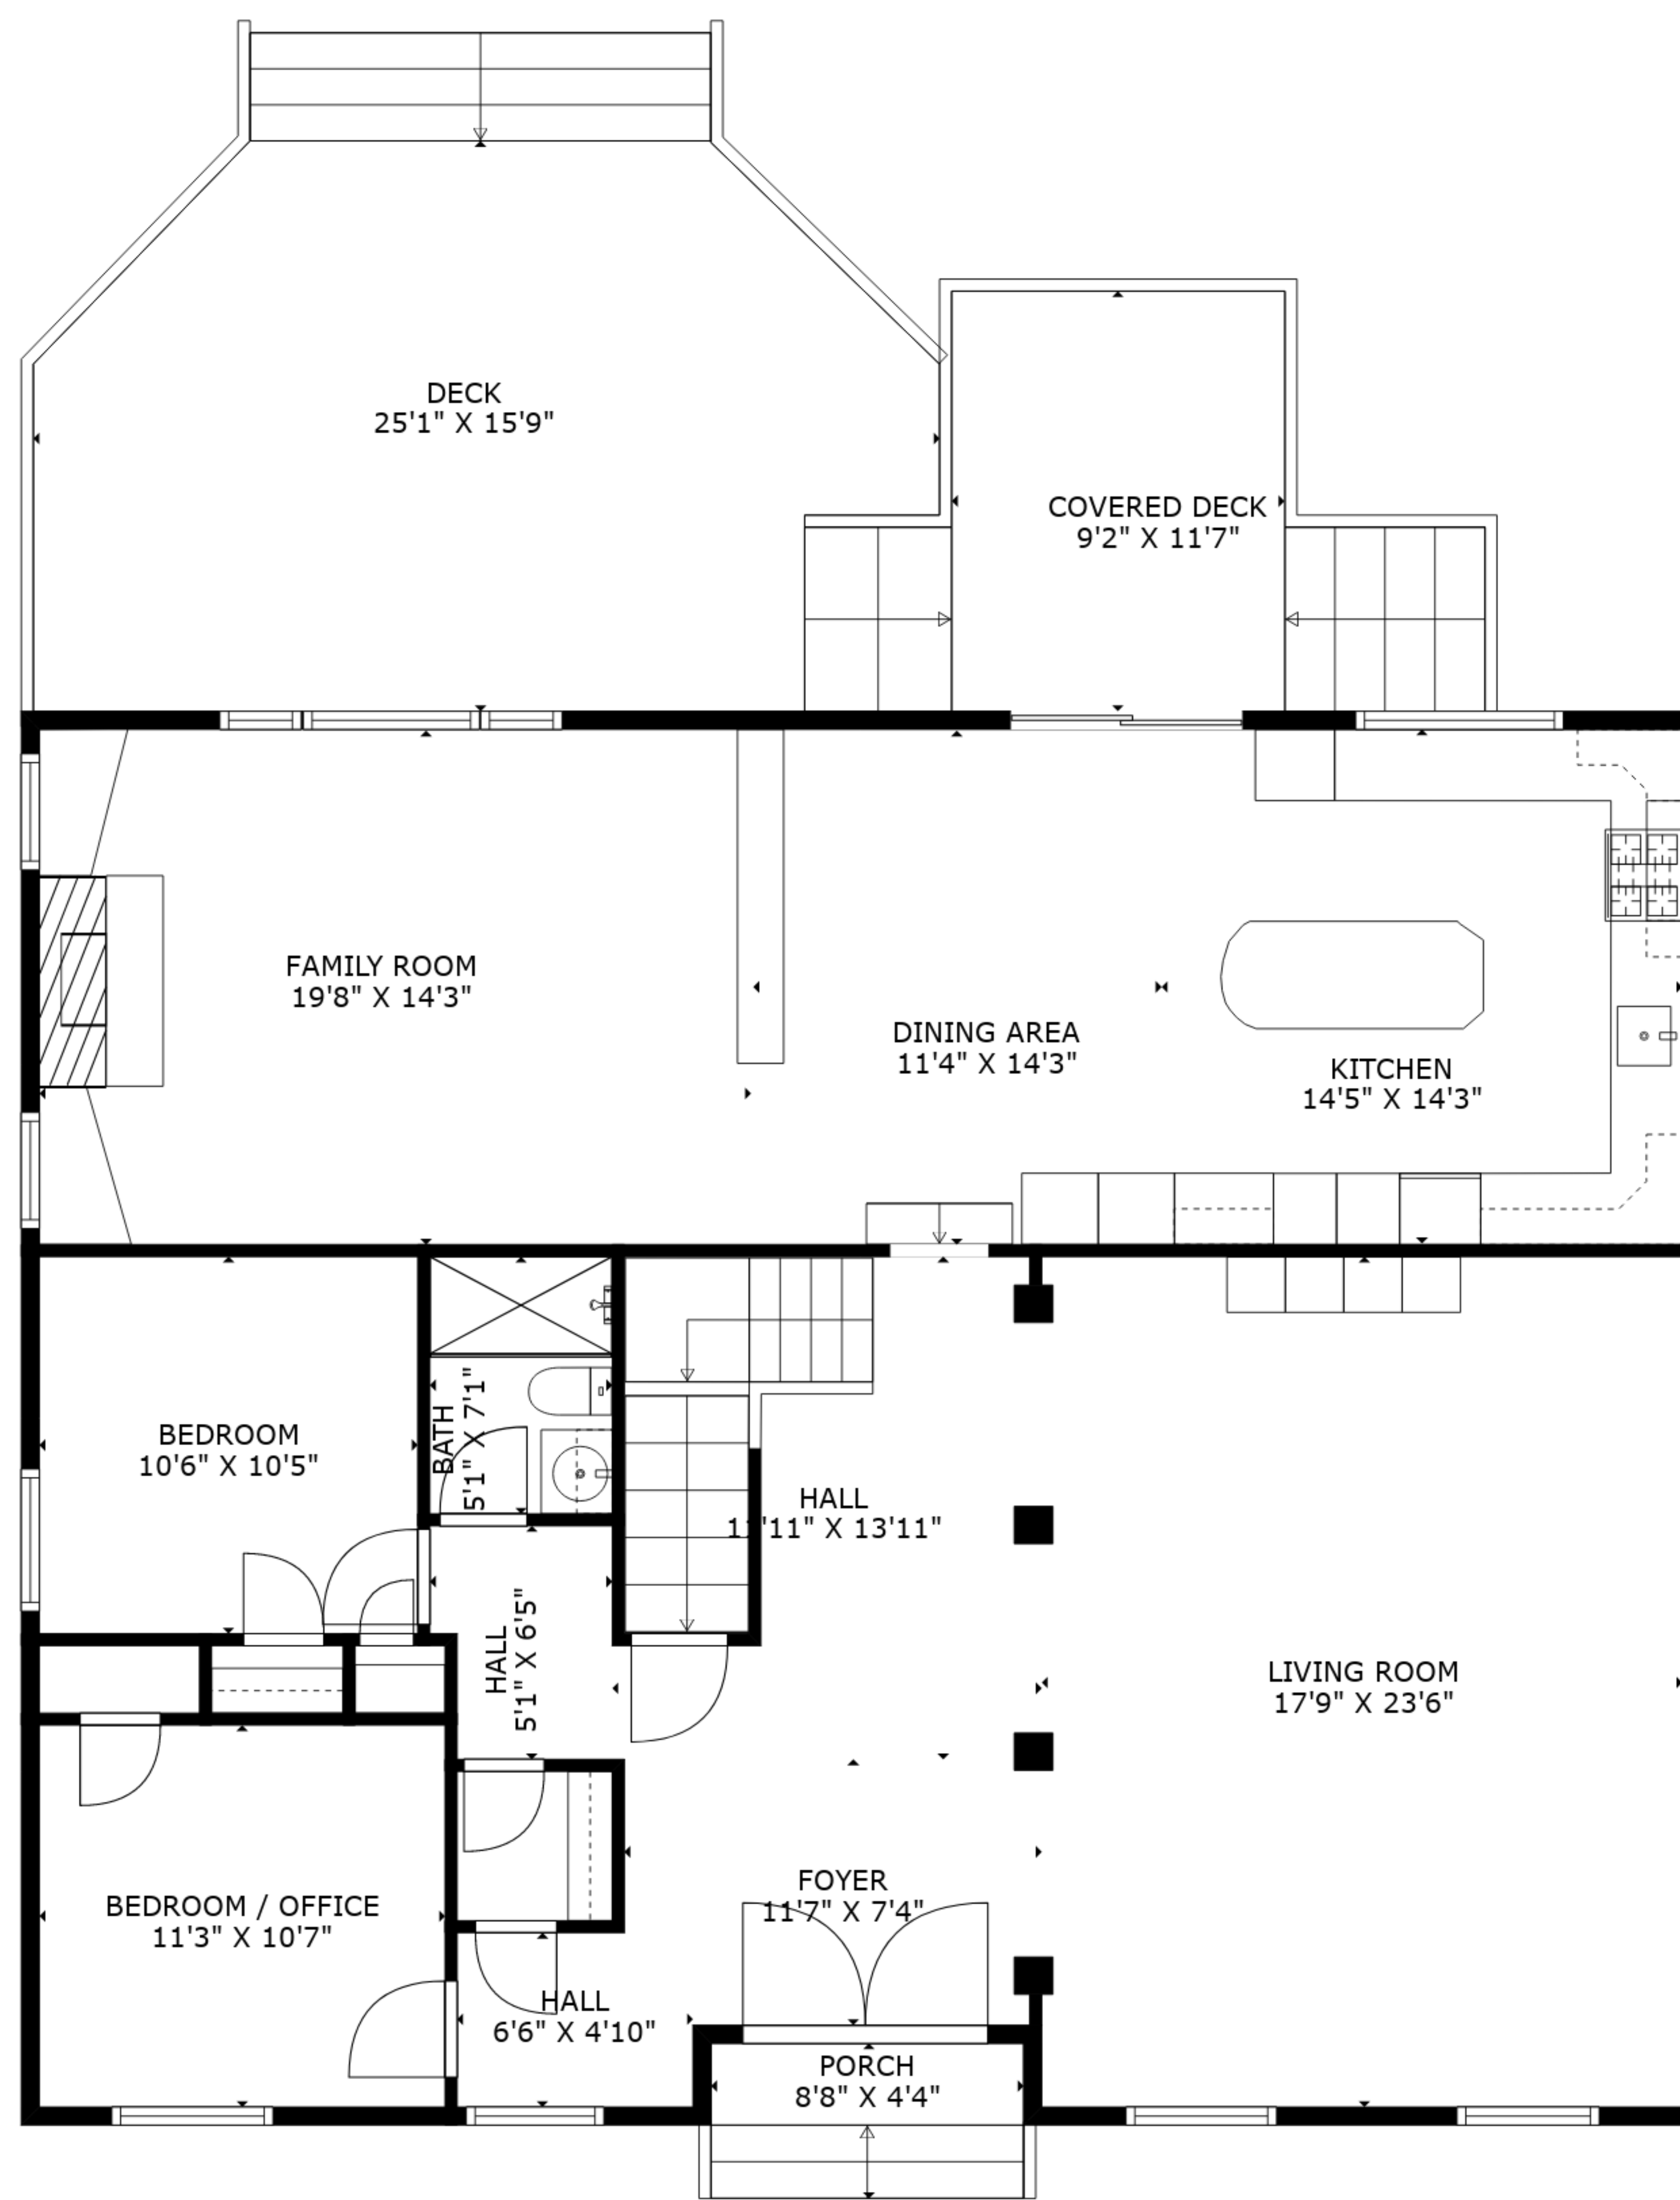 DECK
25'1" X 15'9"
COVERED DECK
9'2" X 11'7"
FAMILY ROOM
19'8" X 14'3"
DINING AREA
11'4" X 14'3"
KITCHEN
14'5" X 14'3"
BEDROOM
10'6" X 10'5"
BATH
5'1" X 7'1"
HALL
11'11" X 13'11"
HALL
5'1" X 6'5"
LIVING ROOM
17'9" X 23'6"
FOYER
11'7" X 7'4"
BEDROOM / OFFICE
11'3" X 10'7"
HALL
6'6" X 4'10"
PORCH
8'8" X 4'4"